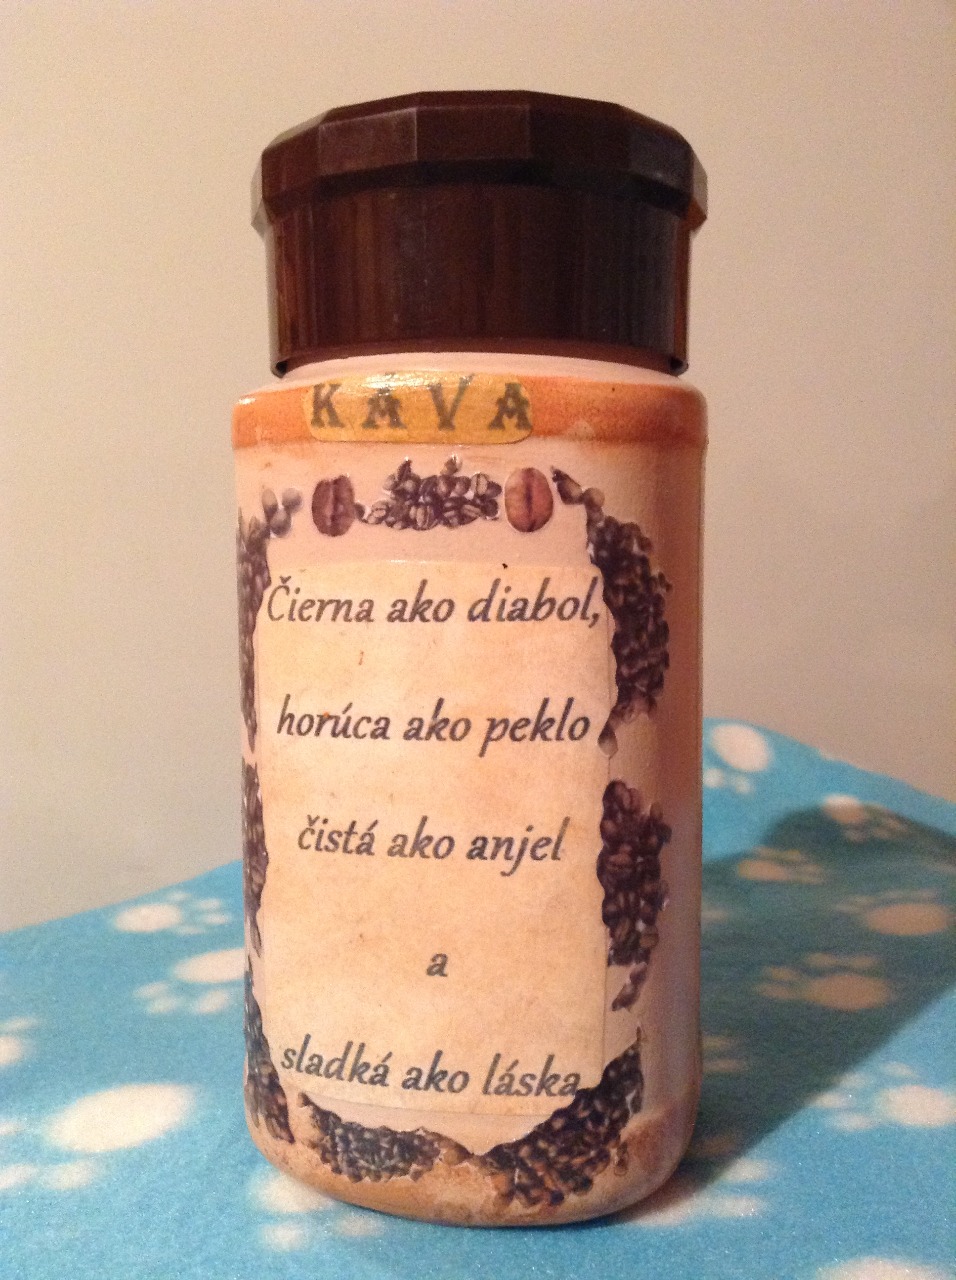 KÁVA
Čierna ako diabol,
horúca ako peklo
čistá ako anjel
a
sladká ako láska